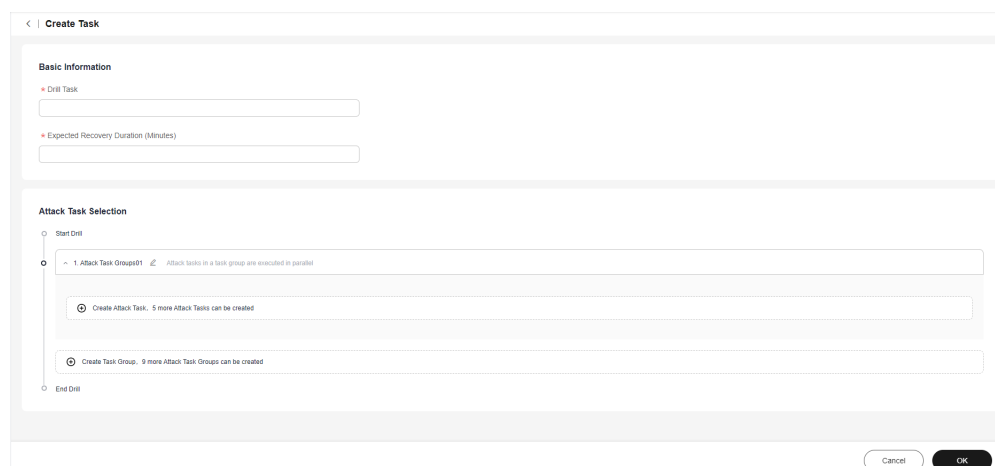 Create Task
Basic Information
* Drill Task
* Expected Recovery Duration (Minutes)
Attack Task Selection
Start Drill
1. Attack Task Groups01 Attack tasks in a task group are executed in parallel
Create Attack Task, 5 more Attack Tasks can be created
Create Task Group, 9 more Attack Task Groups can be created
End Drill
Cancel OK